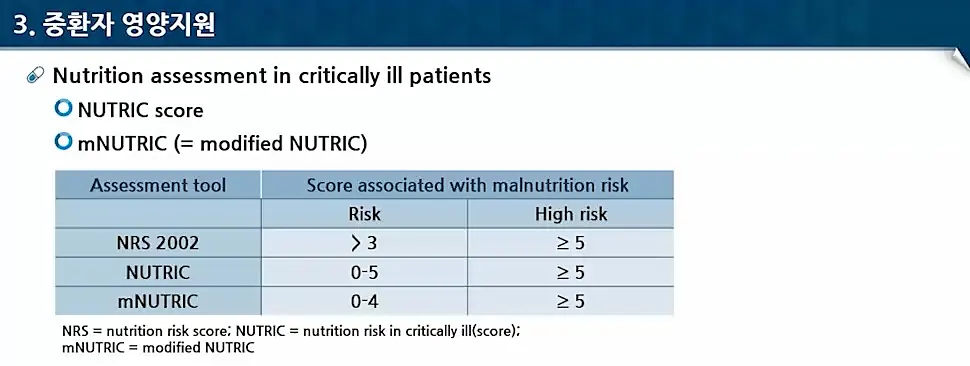 3. 중환자 영양지원
Nutrition assessment in critically ill patients
NUTRIC score
mNUTRIC (= modified NUTRIC)
Assessment tool Score associated with malnutrition risk
Risk High risk
NRS 2002 > 3 ≥ 5
NUTRIC 0-5 ≥ 5
mNUTRIC 0-4 ≥ 5
NRS = nutrition risk score; NUTRIC = nutrition risk in critically ill(score);
mNUTRIC = modified NUTRIC